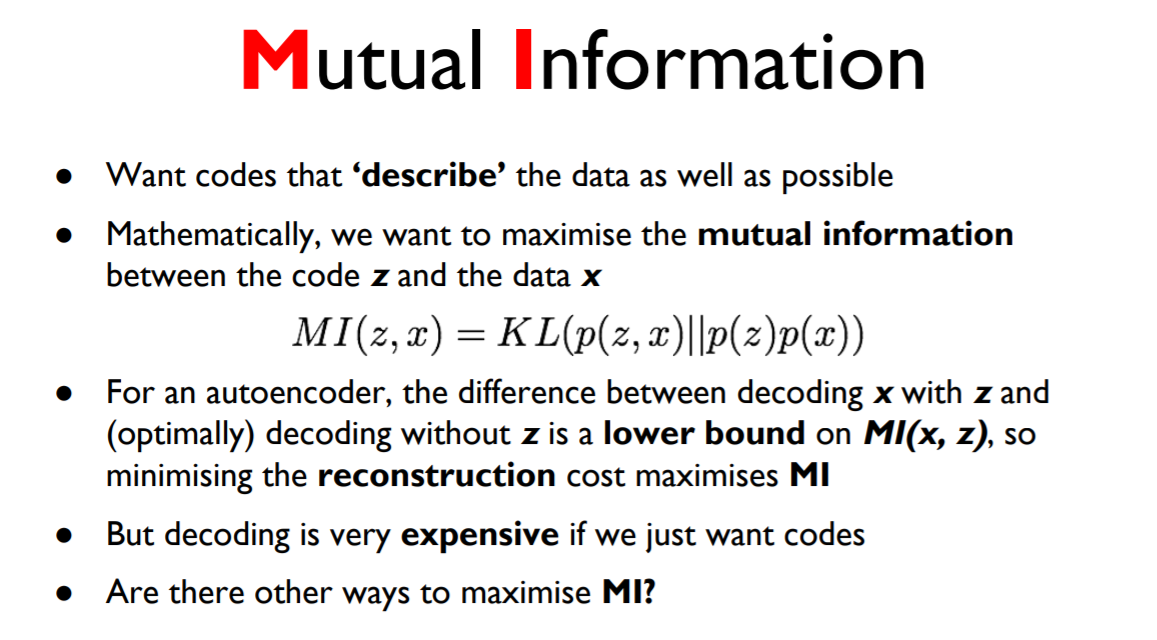 Mutual Information
● Want codes that ‘describe’ the data as well as possible
● Mathematically, we want to maximise the mutual information
between the code z and the data x
MI(z, x) = KL(p(z, x)||p(z)p(x))
● For an autoencoder, the difference between decoding x with z and
(optimally) decoding without z is a lower bound on MI(x, z), so
minimising the reconstruction cost maximises MI
● But decoding is very expensive if we just want codes
● Are there other ways to maximise MI?